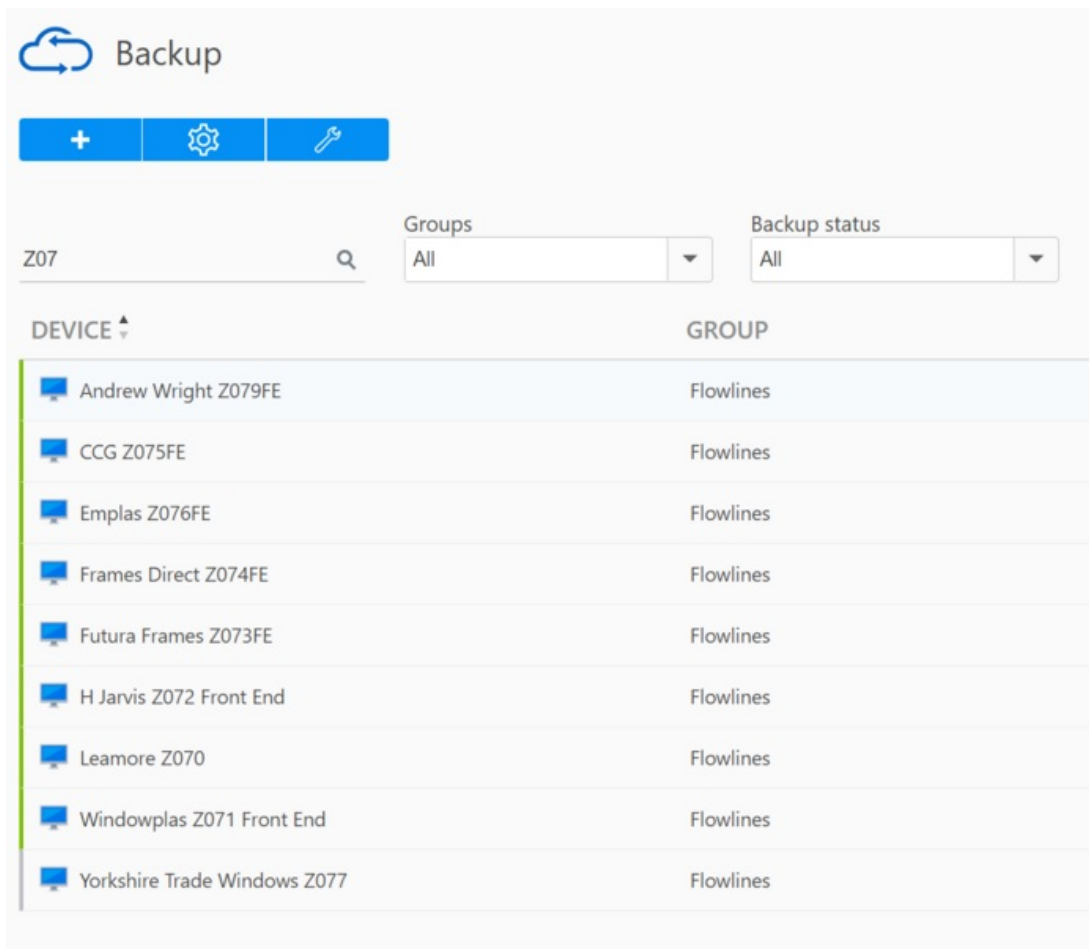 Backup
Groups
Backup status
Z07
All
All
DEVICE
GROUP
Andrew Wright Z079FE
Flowlines
CCG Z075FE
Flowlines
Emplas Z076FE
Flowlines
Frames Direct Z074FE
Flowlines
Futura Frames Z073FE
Flowlines
H Jarvis Z072 Front End
Flowlines
Leamore Z070
Flowlines
Windowplas Z071 Front End
Flowlines
Yorkshire Trade Windows Z077
Flowlines